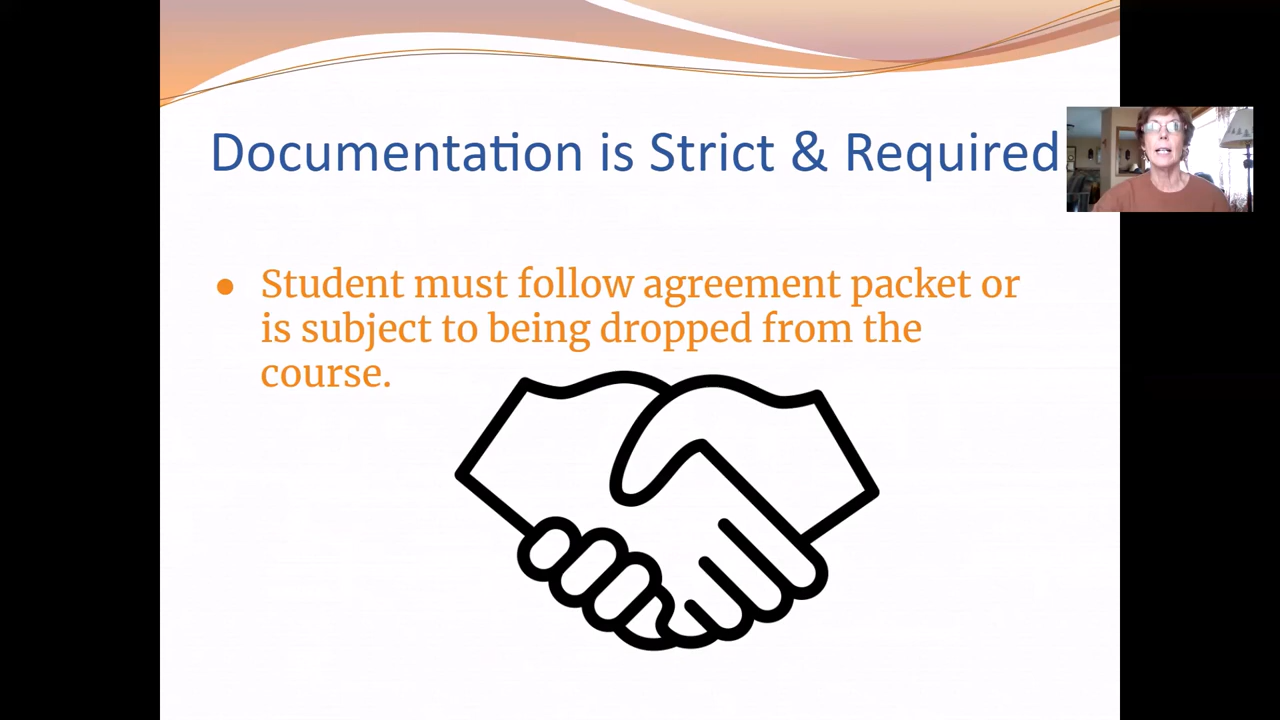 Documentation is Strict & Required
● Student must follow agreement packet or
is subject to being dropped from the
course.